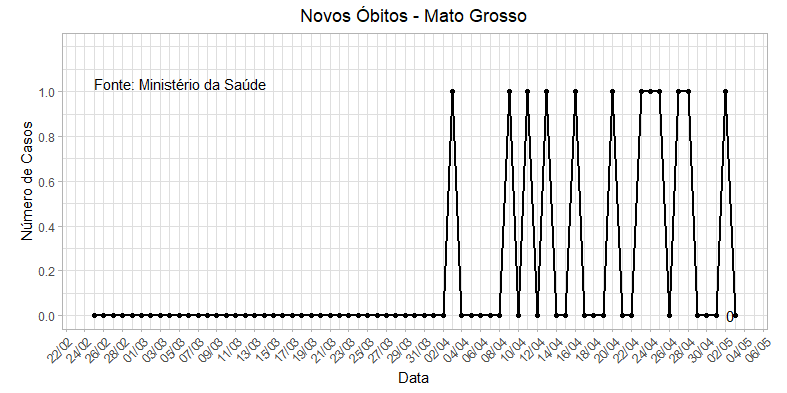 Novos Óbitos - Mato Grosso
Fonte: Ministério da Saúde
Número de Casos
1.0
0.8
0.6
0.4
0.2
0.0
0
22/02 24/02 26/02 28/02 01/03 03/03 05/03 07/03 09/03 11/03 13/03 15/03 17/03 19/03 21/03 23/03 25/03 27/03 29/03 31/03 02/04 04/04 06/04 08/04 10/04 12/04 14/04 16/04 18/04 20/04 22/04 24/04 26/04 28/04 30/04 02/05 04/05 06/05
Data